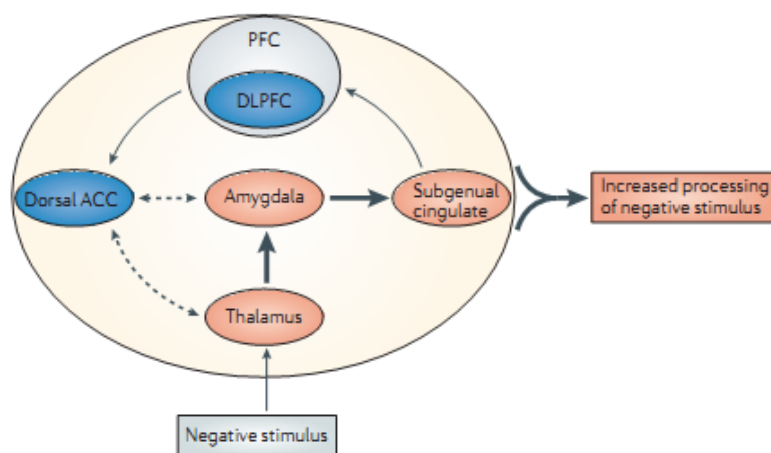 PFC
DLPFC
Dorsal ACC
Amygdala
Subgenual
cingulate
Increased processing
of negative stimulus
Thalamus
Negative stimulus